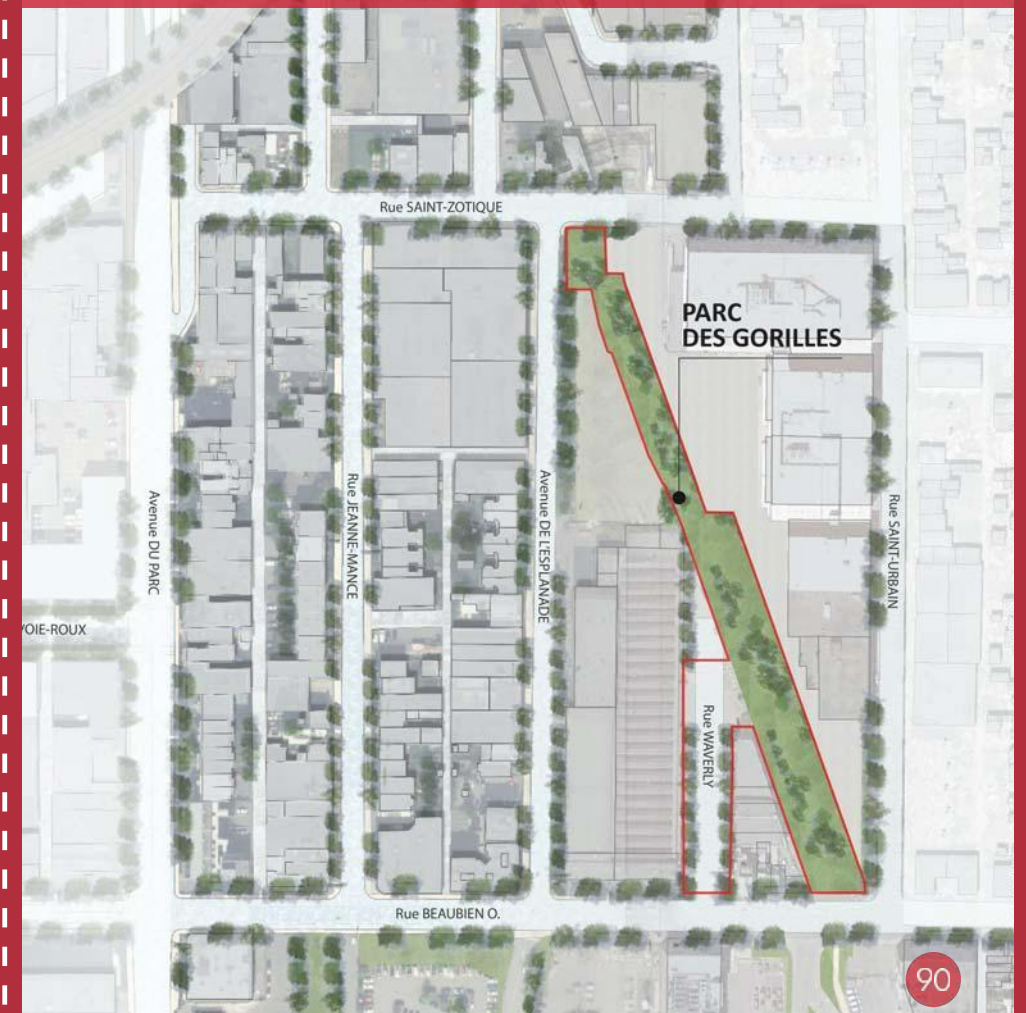 Rue SAINT-ZOTIQUE
PARC
DES GORILLES
Avenue DU PARC
Rue JEANNE-MANCE
Avenue DE L'ESPLANADE
Rue SAINT-URBAIN
VOIE-ROUX
Rue WAVERLY
Rue BEAUBIEN O.
90